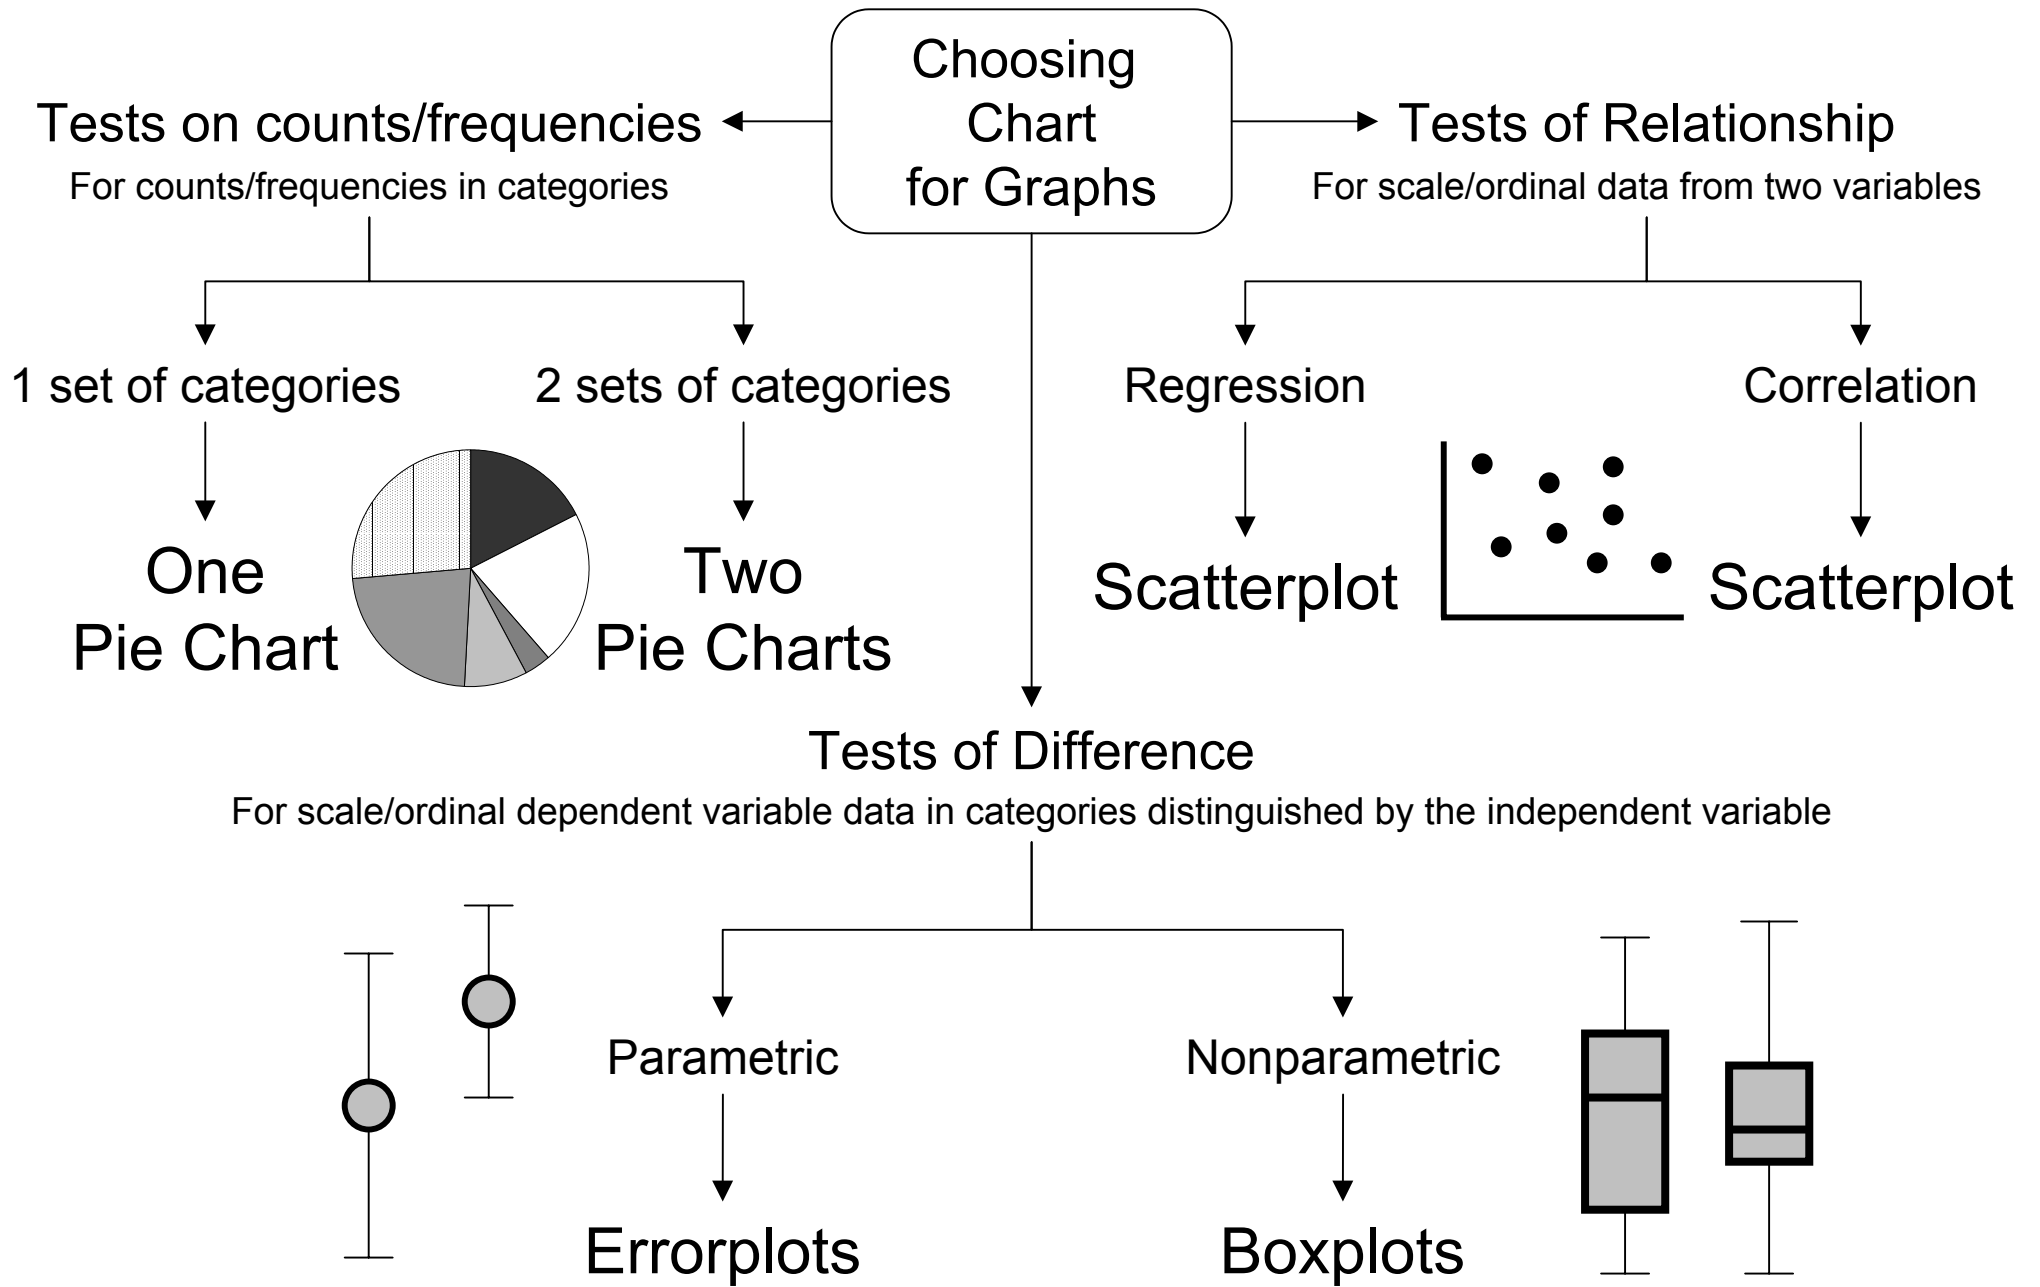 Choosing
Chart
for Graphs
Tests on counts/frequencies
For counts/frequencies in categories
1 set of categories
2 sets of categories
One
Pie Chart
Two
Pie Charts
Tests of Relationship
For scale/ordinal data from two variables
Regression
Correlation
Scatterplot
Scatterplot
Tests of Difference
For scale/ordinal dependent variable data in categories distinguished by the independent variable
Parametric
Nonparametric
Errorplots
Boxplots